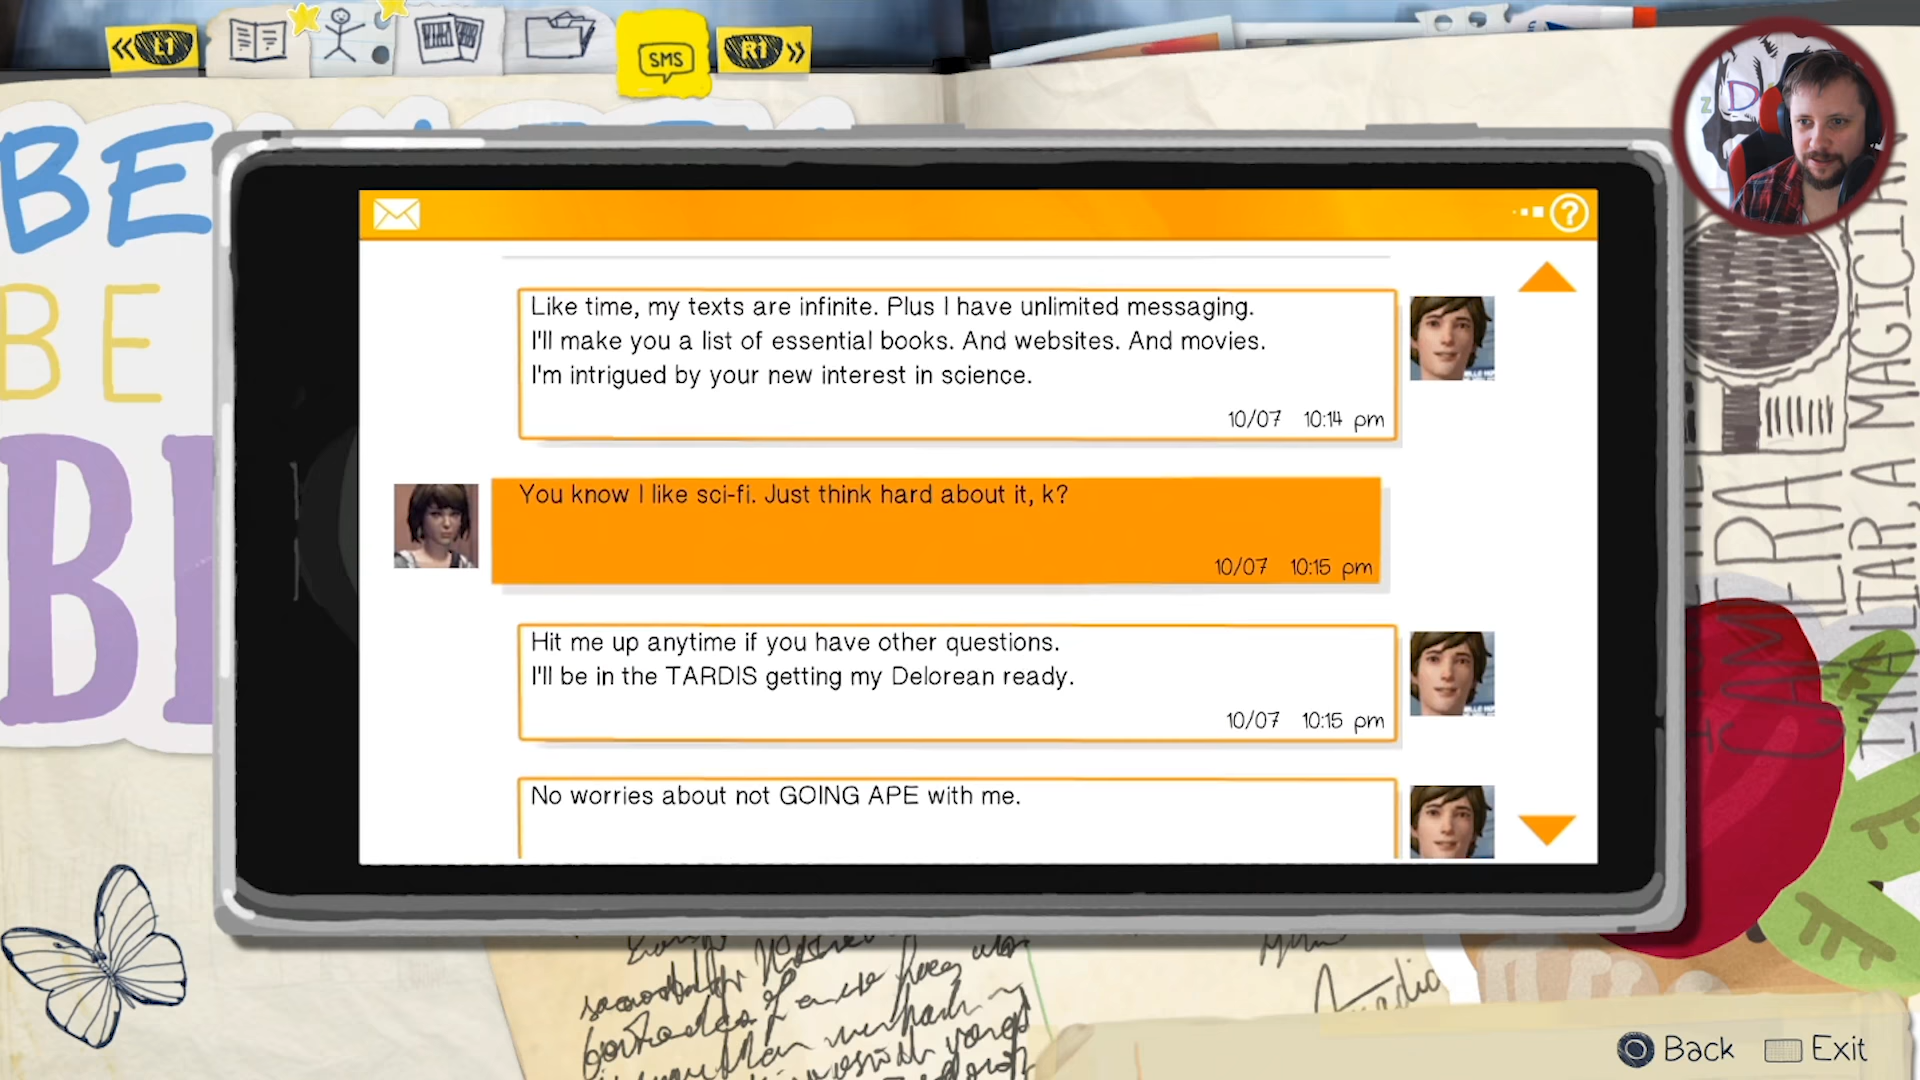 L1
SMS
R1
BE
BE
Like time, my texts are infinite. Plus I have unlimited messaging.
I'll make you a list of essential books. And websites. And movies.
I'm intrigued by your new interest in science.
10/07 10:14 pm
You know I like sci-fi. Just think hard about it, k?
10/07 10:15 pm
Hit me up anytime if you have other questions.
I'll be in the TARDIS getting my Delorean ready.
10/07 10:15 pm
No worries about not GOING APE with me.
CAMERA
I'M A LIAR, A MAGICIAN
Back
Exit